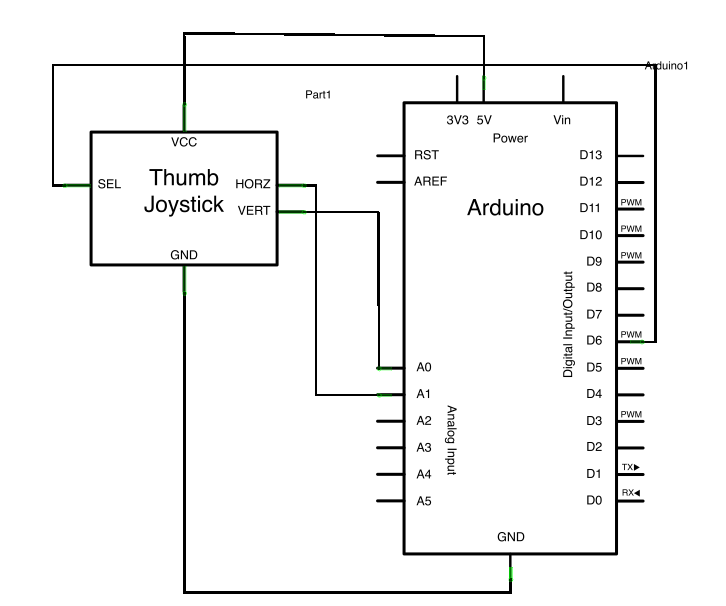 Arduino1
Part1
VCC
SEL
Thumb
Joystick
HORZ
VERT
GND
3V3 5V Vin
Power
RST
AREF
Arduino
A0
A1
A2
A3
A4
A5
Analog Input
Digital Input/Output
D13
D12
D11 PWM
D10 PWM
D9 PWM
D8
D7
D6 PWM
D5 PWM
D4
D3 PWM
D2
D1 TX▶
D0 RX◀
GND